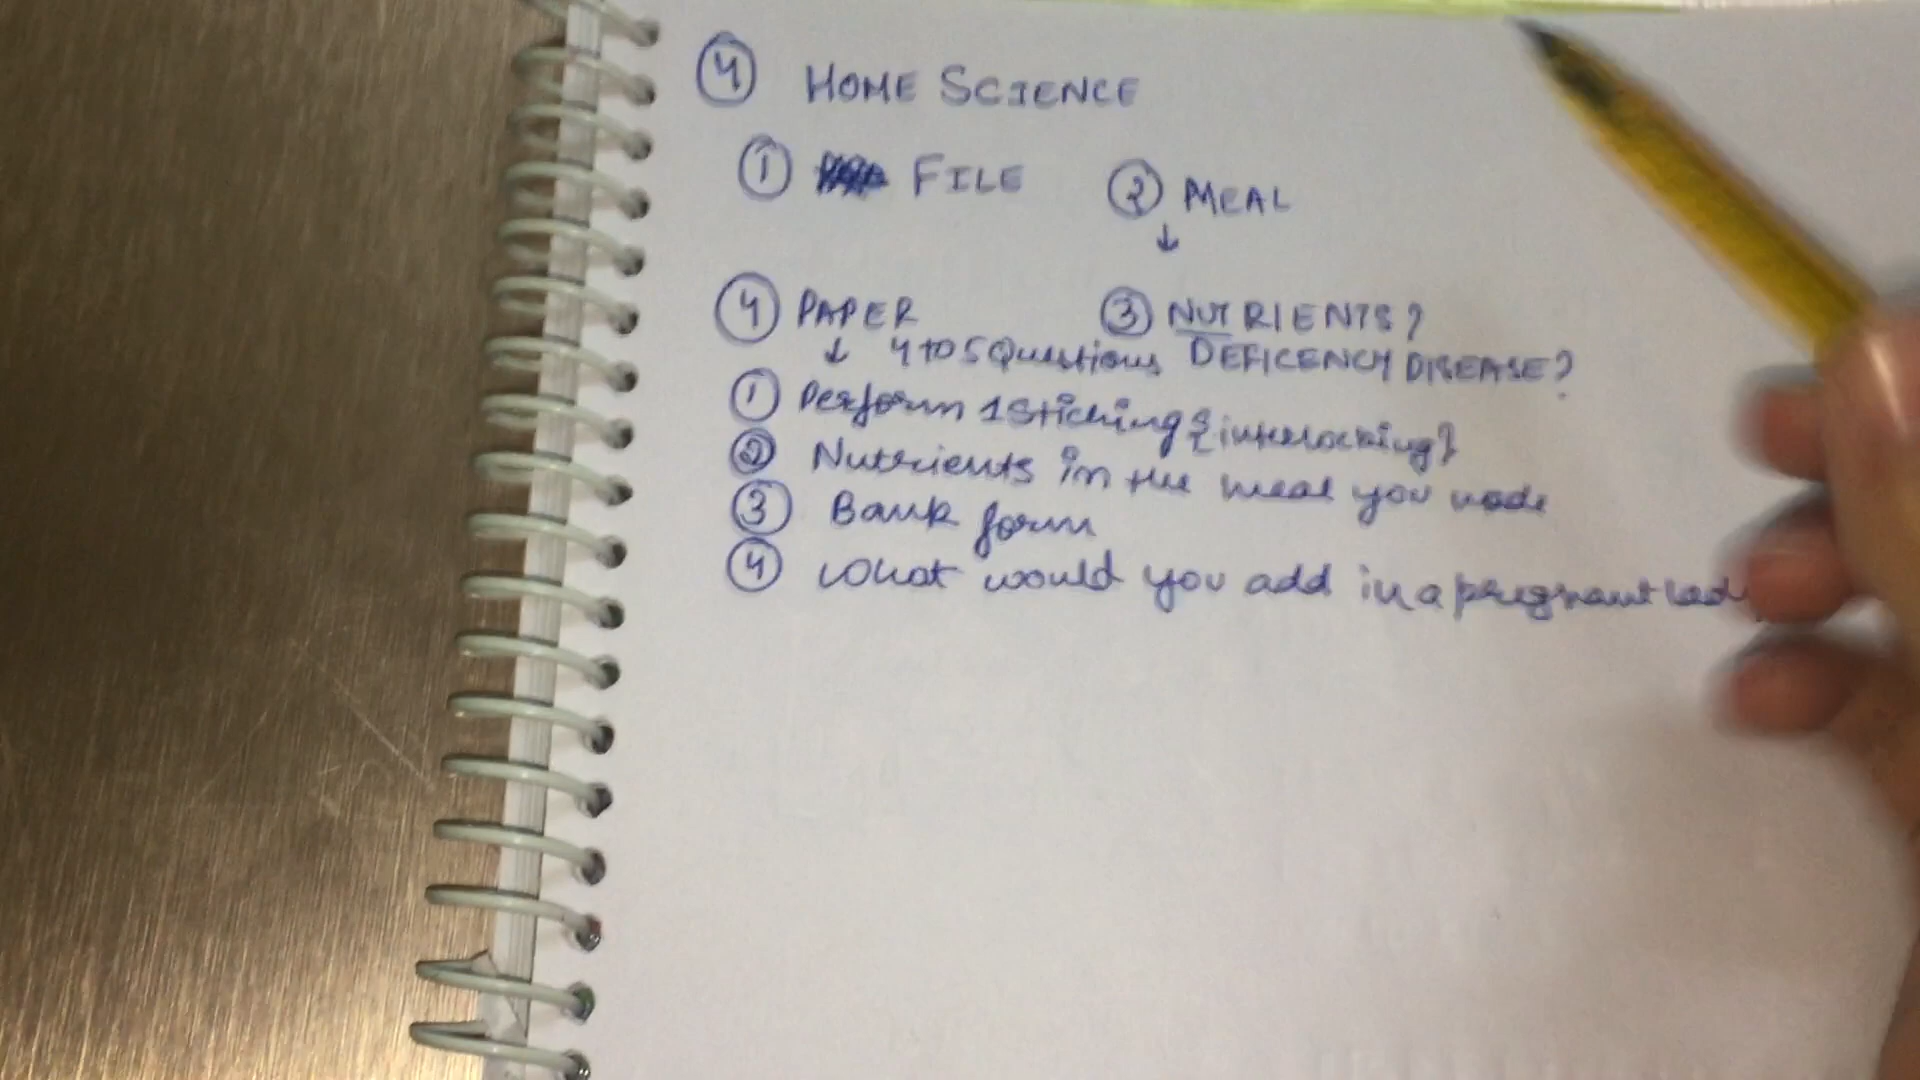 4 HOME SCIENCE
1 FILE 2 MEAL
↓
4 PAPER 3 NUTRIENTS?
↓ 4 to 5 Questions DEFICENCY DISEASE?
1 Perform 1 Stiching {interlocking}
2 Nutrients in the meal you made
3 Bank form
4 What would you add in a pregnant lady